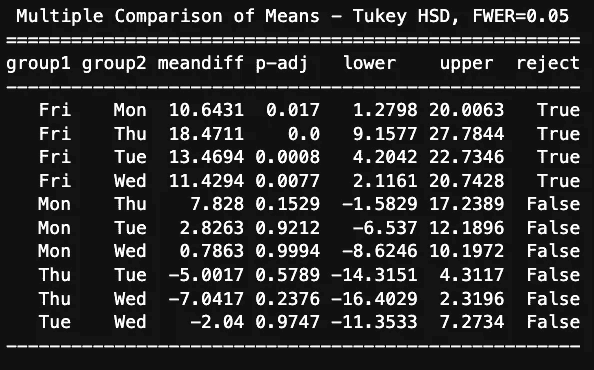 Multiple Comparison of Means - Tukey HSD, FWER=0.05
====================================================
group1 group2 meandiff p-adj lower upper reject
----------------------------------------------------
Fri Mon 10.6431 0.017 1.2798 20.0063 True
Fri Thu 18.4711 0.0 9.1577 27.7844 True
Fri Tue 13.4694 0.0008 4.2042 22.7346 True
Fri Wed 11.4294 0.0077 2.1161 20.7428 True
Mon Thu 7.828 0.1529 -1.5829 17.2389 False
Mon Tue 2.8263 0.9212 -6.537 12.1896 False
Mon Wed 0.7863 0.9994 -8.6246 10.1972 False
Thu Tue -5.0017 0.5789 -14.3151 4.3117 False
Thu Wed -7.0417 0.2376 -16.4029 2.3196 False
Tue Wed -2.04 0.9747 -11.3533 7.2734 False
----------------------------------------------------